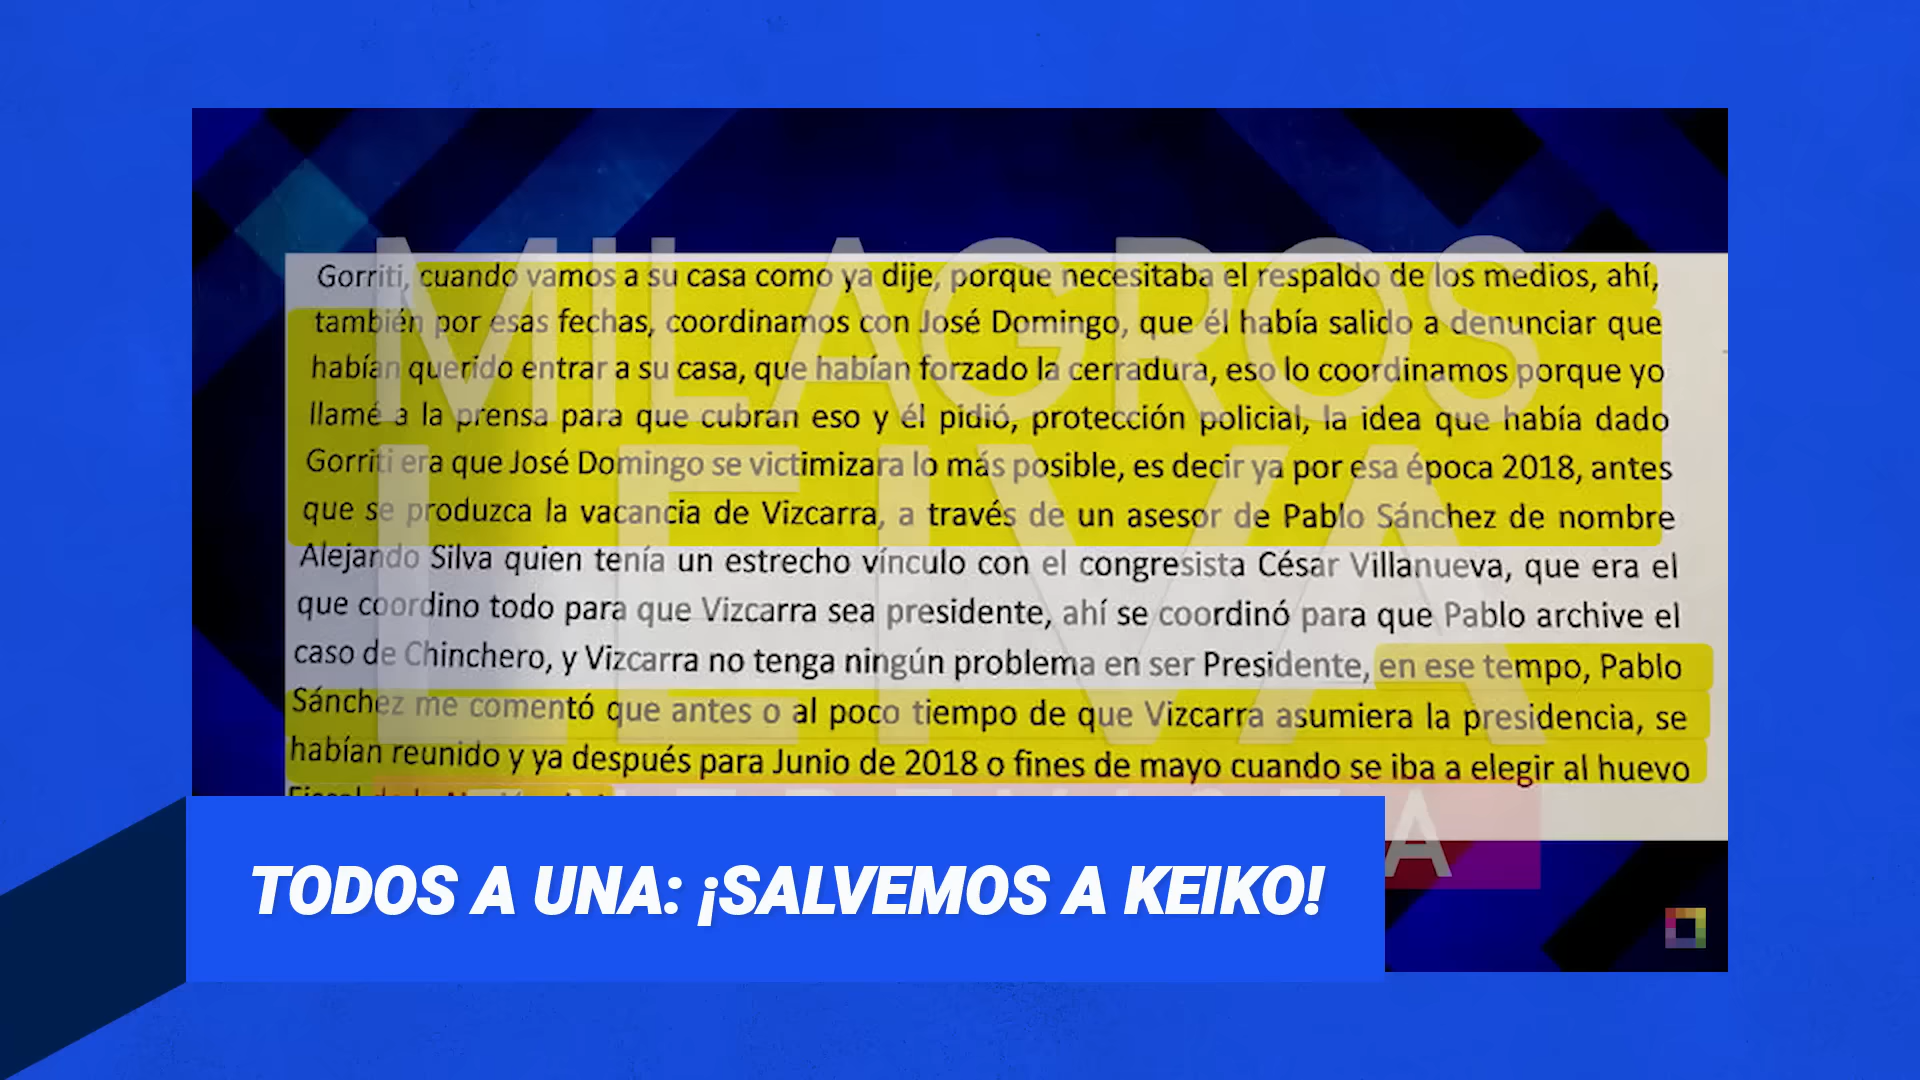 MILAGROS
LEIVA
Gorriti, cuando vamos a su casa como ya dije, porque necesitaba el respaldo de los medios, ahí,
también por esas fechas, coordinamos con José Domingo, que él había salido a denunciar que
habían querido entrar a su casa, que habían forzado la cerradura, eso lo coordinamos porque yo
llamé a la prensa para que cubran eso y él pidió, protección policial, la idea que había dado
Gorriti era que José Domingo se victimizara lo más posible, es decir ya por esa época 2018, antes
que se produzca la vacancia de Vizcarra, a través de un asesor de Pablo Sánchez de nombre
Alejando Silva quien tenía un estrecho vínculo con el congresista César Villanueva, que era el
que coordino todo para que Vizcarra sea presidente, ahí se coordinó para que Pablo archive el
caso de Chinchero, y Vizcarra no tenga ningún problema en ser Presidente, en ese tempo, Pablo
Sánchez me comentó que antes o al poco tiempo de que Vizcarra asumiera la presidencia, se
habían reunido y ya después para Junio de 2018 o fines de mayo cuando se iba a elegir al huevo
TODOS A UNA: ¡SALVEMOS A KEIKO!